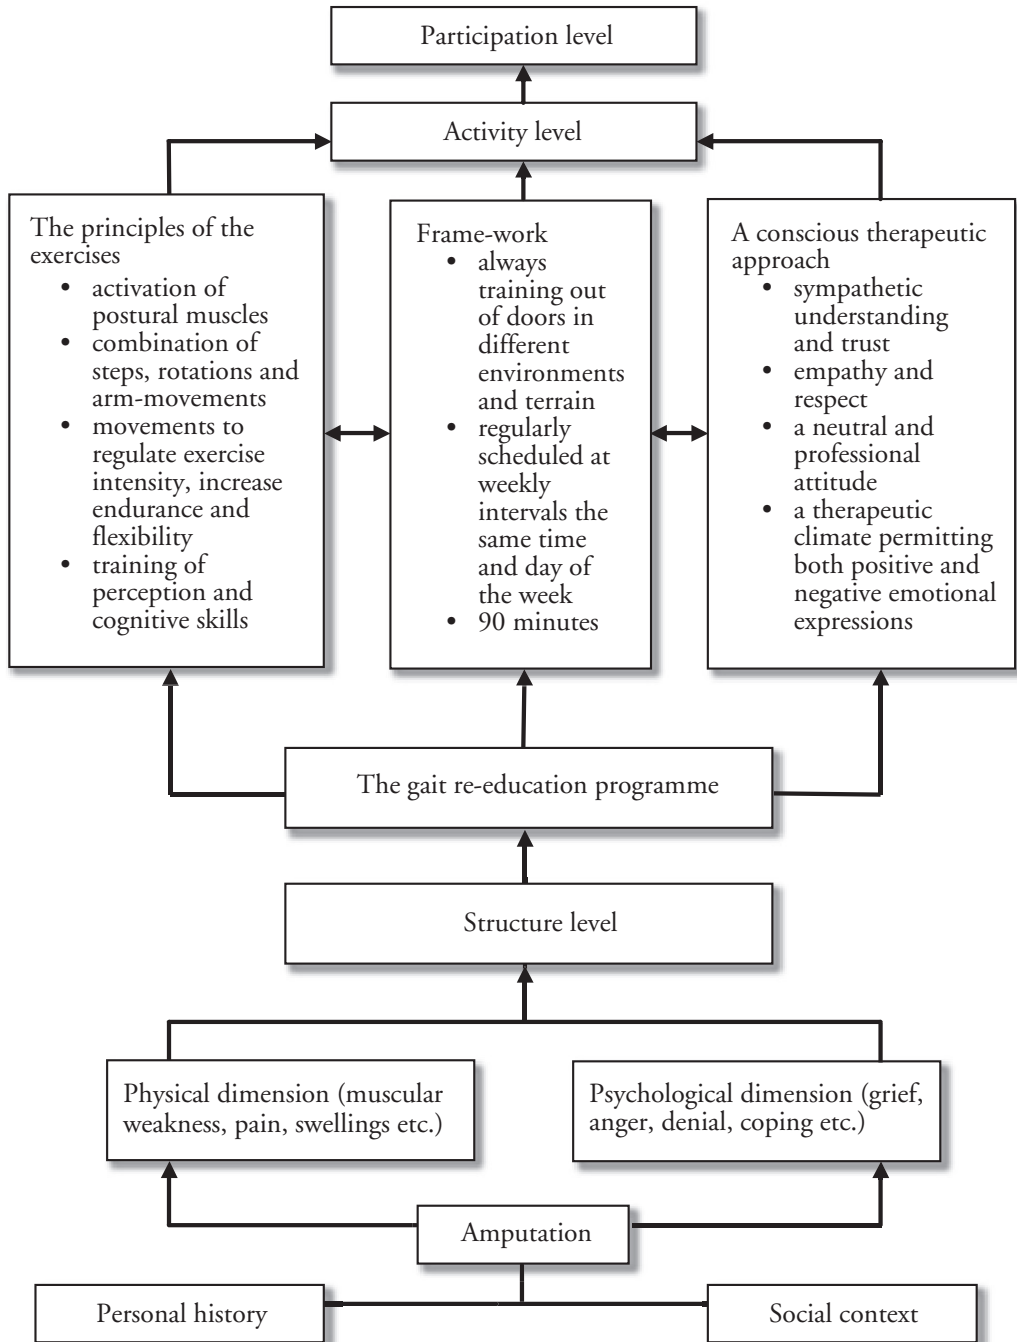 Participation level
Activity level
The principles of the
exercises
• activation of
postural muscles
• combination of
steps, rotations and
arm-movements
• movements to
regulate exercise
intensity, increase
endurance and
flexibility
• training of
perception and
cognitive skills
Frame-work
• always
training out
of doors in
different
environments
and terrain
• regularly
scheduled at
weekly
intervals the
same time
and day of
the week
• 90 minutes
A conscious therapeutic
approach
• sympathetic
understanding
and trust
• empathy and
respect
• a neutral and
professional
attitude
• a therapeutic
climate permitting
both positive and
negative emotional
expressions
The gait re-education programme
Structure level
Physical dimension (muscular
weakness, pain, swellings etc.)
Psychological dimension (grief,
anger, denial, coping etc.)
Amputation
Personal history
Social context